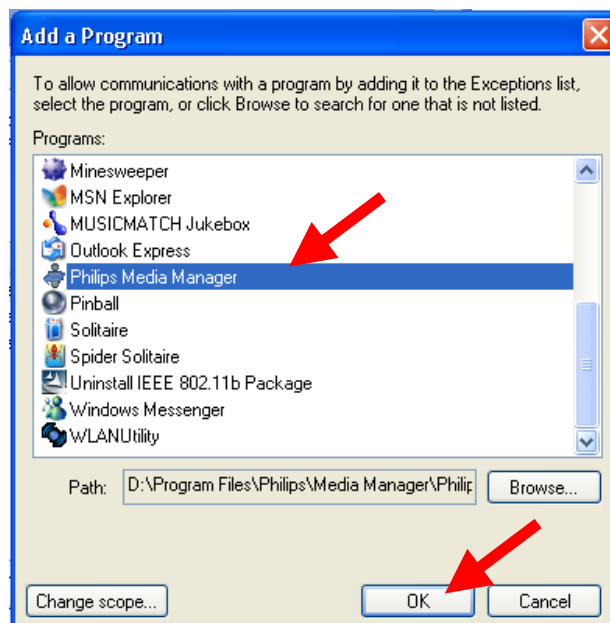 Add a Program
To allow communications with a program by adding it to the Exceptions list,
select the program, or click Browse to search for one that is not listed.
Programs:
Minesweeper
MSN Explorer
MUSICMATCH Jukebox
Outlook Express
Philips Media Manager
Pinball
Solitaire
Spider Solitaire
Uninstall IEEE 802.11b Package
Windows Messenger
WLANUtility
Path: D:\Program Files\Philips\Media Manager\Philip Browse...
Change scope... OK Cancel